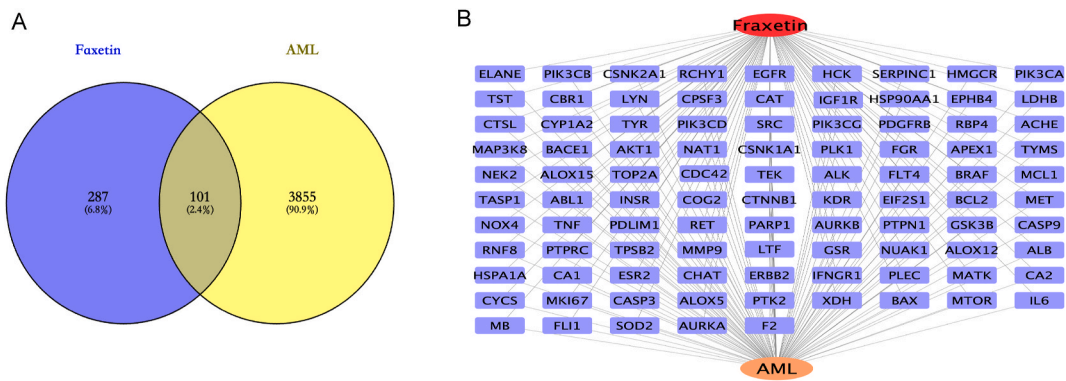 A
Faxetin
AML
287
(6.8%)
101
(2.4%)
3855
(90.9%)
B
Fraxetin
ELANE PIK3CB CSNK2A1 RCHY1 EGFR HCK SERPINC1 HMGCR PIK3CA
TST CBR1 LYN CPSF3 CAT IGF1R HSP90AA1 EPHB4 LDHB
CTSL CYP1A2 TYR PIK3CD SRC PIK3CG PDGFRB RBP4 ACHE
MAP3K8 BACE1 AKT1 NAT1 CSNK1A1 PLK1 FGR APEX1 TYMS
NEK2 ALOX15 TOP2A CDC42 TEK ALK FLT4 BRAF MCL1
TASP1 ABL1 INSR COG2 CTNNB1 KDR EIF2S1 BCL2 MET
NOX4 TNF PDLIM1 RET PARP1 AURKB PTPN1 GSK3B CASP9
RNF8 PTPRC TPSB2 MMP9 LTF GSR NUAK1 ALOX12 ALB
HSPA1A CA1 ESR2 CHAT ERBB2 IFNGR1 PLEC MATK CA2
CYCS MKI67 CASP3 ALOX5 PTK2 XDH BAX MTOR IL6
MB FLI1 SOD2 AURKA F2
AML